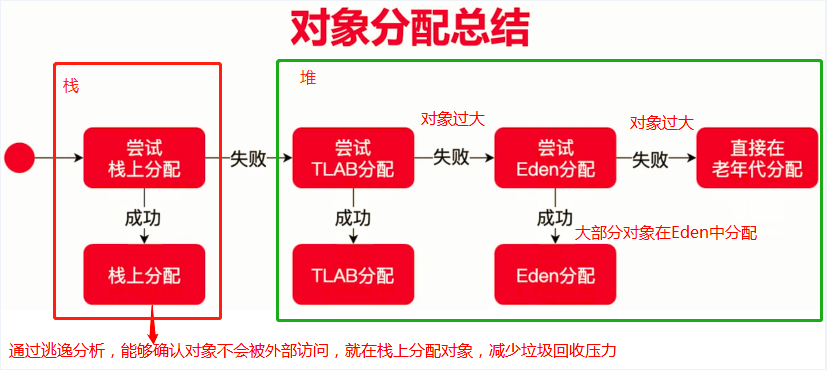 对象分配总结
栈
堆
对象过大
对象过大
尝试
栈上分配
失败
尝试
TLAB分配
失败
尝试
Eden分配
失败
直接在
老年代分配
成功
成功
成功
大部分对象在Eden中分配
栈上分配
TLAB分配
Eden分配
通过逃逸分析，能够确认对象不会被外部访问，就在栈上分配对象，减少垃圾回收压力